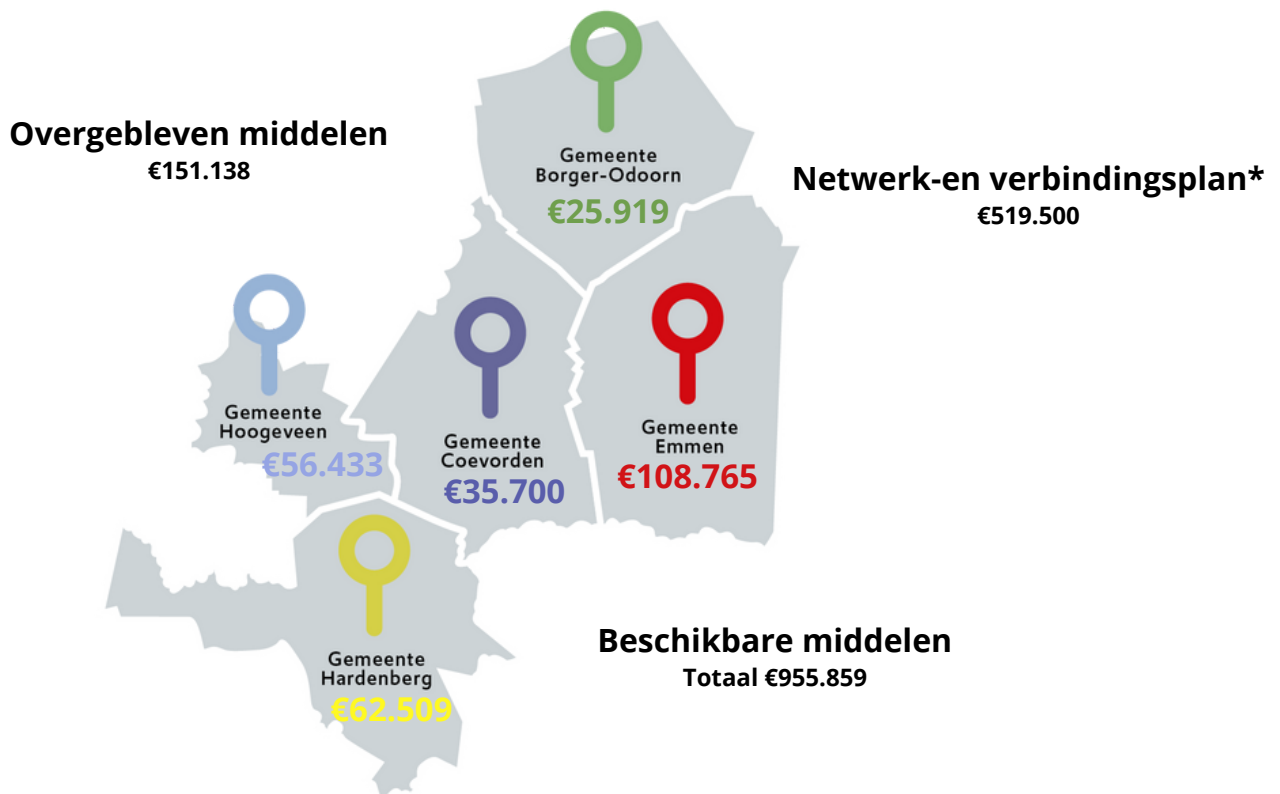 Overgebleven middelen
€151.138
Gemeente
Borger-Odoorn
€25.919
Netwerk-en verbindingsplan*
€519.500
Gemeente
Hoogeveen
€56.433
Gemeente
Coevorden
€35.700
Gemeente
Emmen
€108.765
Gemeente
Hardenberg
€62.509
Beschikbare middelen
Totaal €955.859